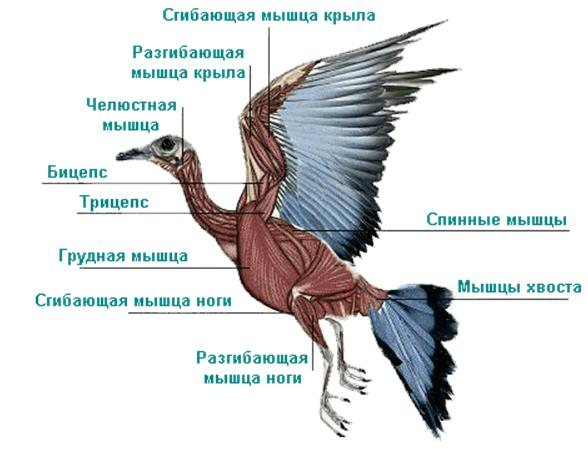 Сгибающая мышца крыла
Разгибающая
мышца крыла
Челюстная
мышца
Бицепс
Трицепс
Спинные мышцы
Грудная мышца
Мышцы хвоста
Сгибающая мышца ноги
Разгибающая
мышца ноги